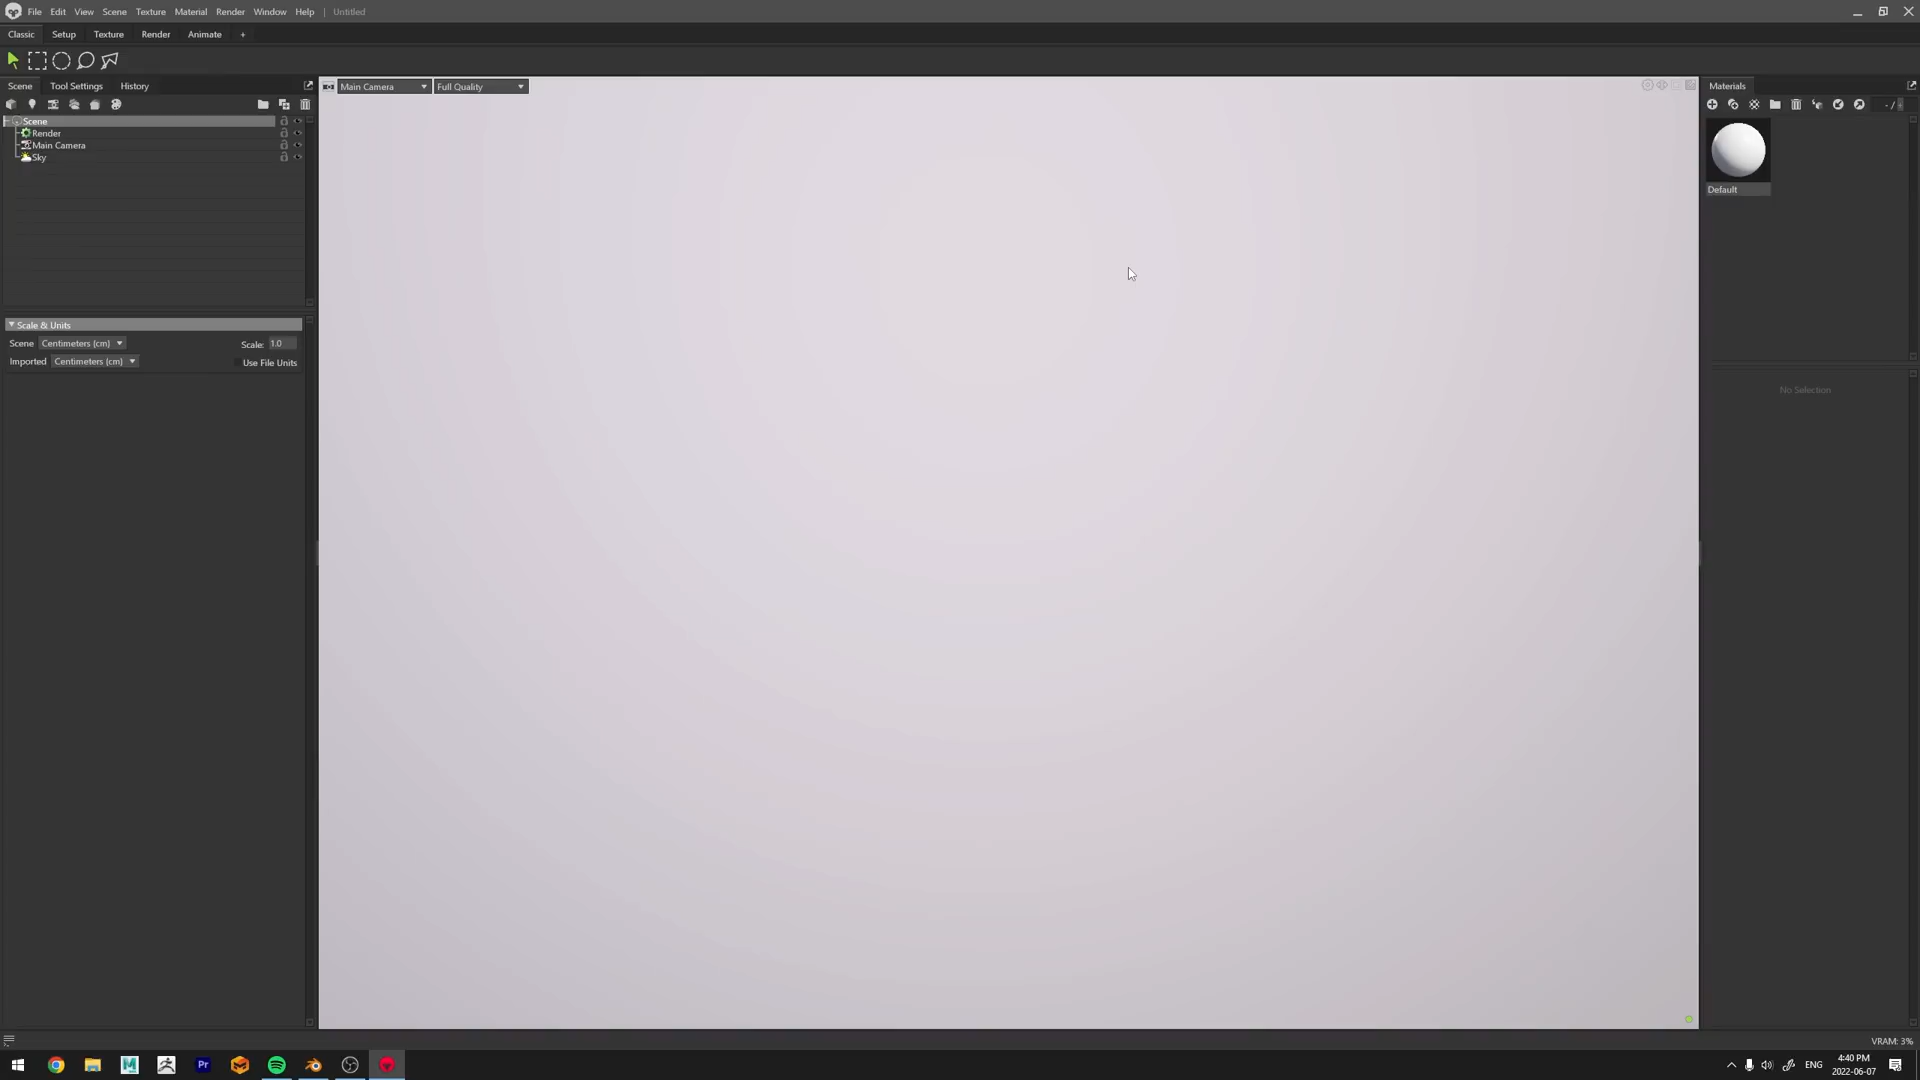 File Edit View Scene Texture Material Render Window Help | Untitled
Classic Setup Texture Render Animate +
Scene Tool Settings History
Main Camera Full Quality
Materials
Scene
Render
Main Camera
Sky
Default
Scale & Units
Scene Centimeters (cm) Scale: 1.0
Imported Centimeters (cm) Use File Units
No Selection
VRAM: 3%
ENG
4:40 PM
2022-06-07